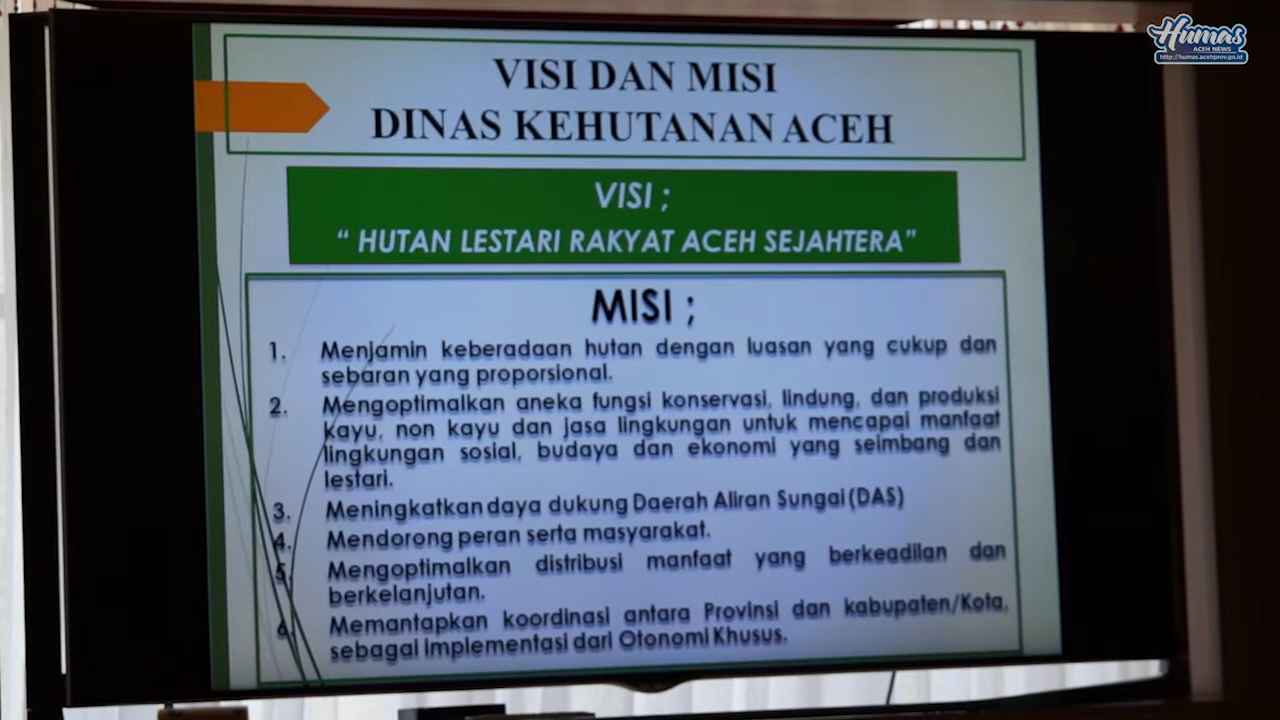 Humas
ACEH NEWS
http://humas.acehprov.go.id
VISI DAN MISI
DINAS KEHUTANAN ACEH
VISI ;
“ HUTAN LESTARI RAKYAT ACEH SEJAHTERA”
MISI ;
1. Menjamin keberadaan hutan dengan luasan yang cukup dan
sebaran yang proporsional.
2. Mengoptimalkan aneka fungsi konservasi, lindung, dan produksi
kayu, non kayu dan jasa lingkungan untuk mencapai manfaat
lingkungan sosial, budaya dan ekonomi yang seimbang dan
lestari.
3. Meningkatkan daya dukung Daerah Aliran Sungai (DAS)
4. Mendorong peran serta masyarakat.
5. Mengoptimalkan distribusi manfaat yang berkeadilan dan
berkelanjutan.
6. Memantapkan koordinasi antara Provinsi dan kabupaten/Kota,
sebagai implementasi dari Otonomi Khusus.